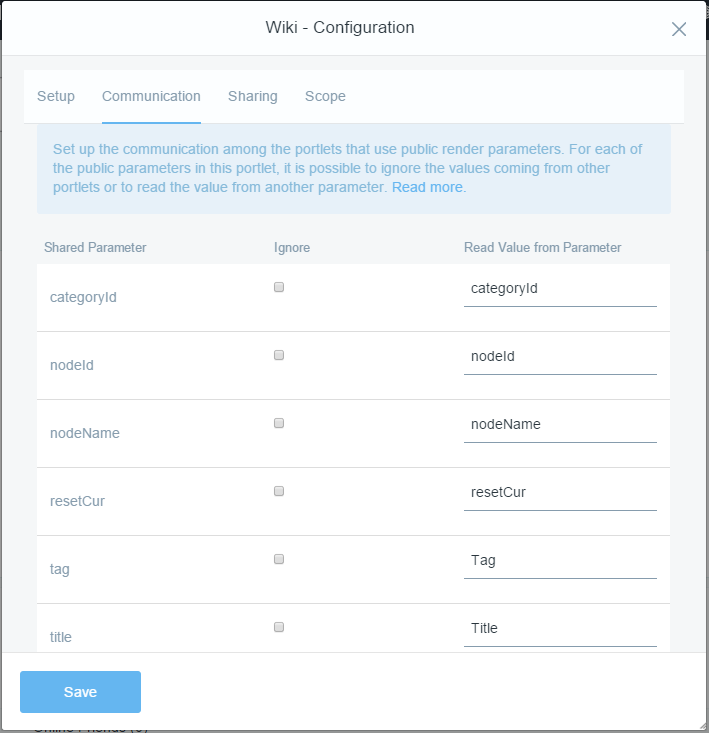 Wiki - Configuration
Setup Communication Sharing Scope
Set up the communication among the portlets that use public render parameters. For each of
the public parameters in this portlet, it is possible to ignore the values coming from other
portlets or to read the value from another parameter. Read more.
Shared Parameter Ignore Read Value from Parameter
categoryId categoryId
nodeId nodeId
nodeName nodeName
resetCur resetCur
tag Tag
title Title
Save